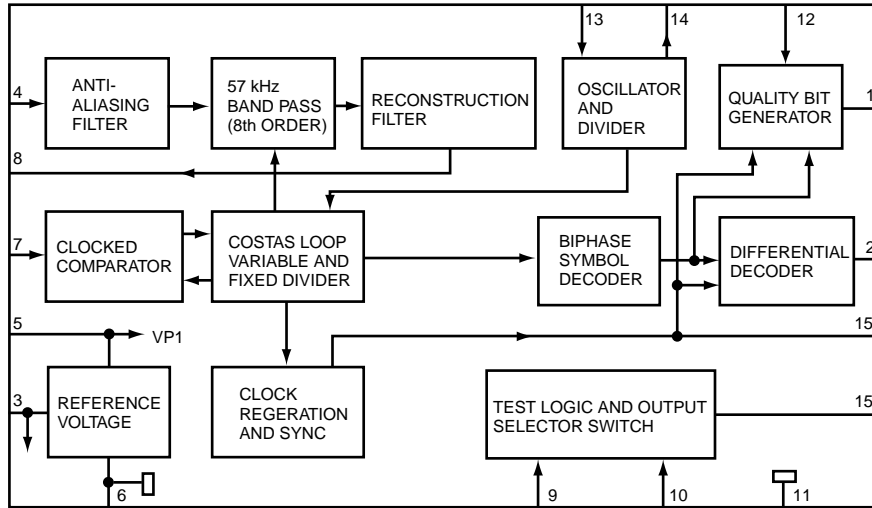 13
14
12
4
ANTI-
ALIASING
FILTER
57 kHz
BAND PASS
(8th ORDER)
RECONSTRUCTION
FILTER
OSCILLATOR
AND
DIVIDER
QUALITY BIT
GENERATOR
1
8
7
CLOCKED
COMPARATOR
COSTAS LOOP
VARIABLE AND
FIXED DIVIDER
BIPHASE
SYMBOL
DECODER
DIFFERENTIAL
DECODER
2
5
VP1
15
3
REFERENCE
VOLTAGE
CLOCK
REGERATION
AND SYNC
TEST LOGIC AND OUTPUT
SELECTOR SWITCH
15
6
9
10
11